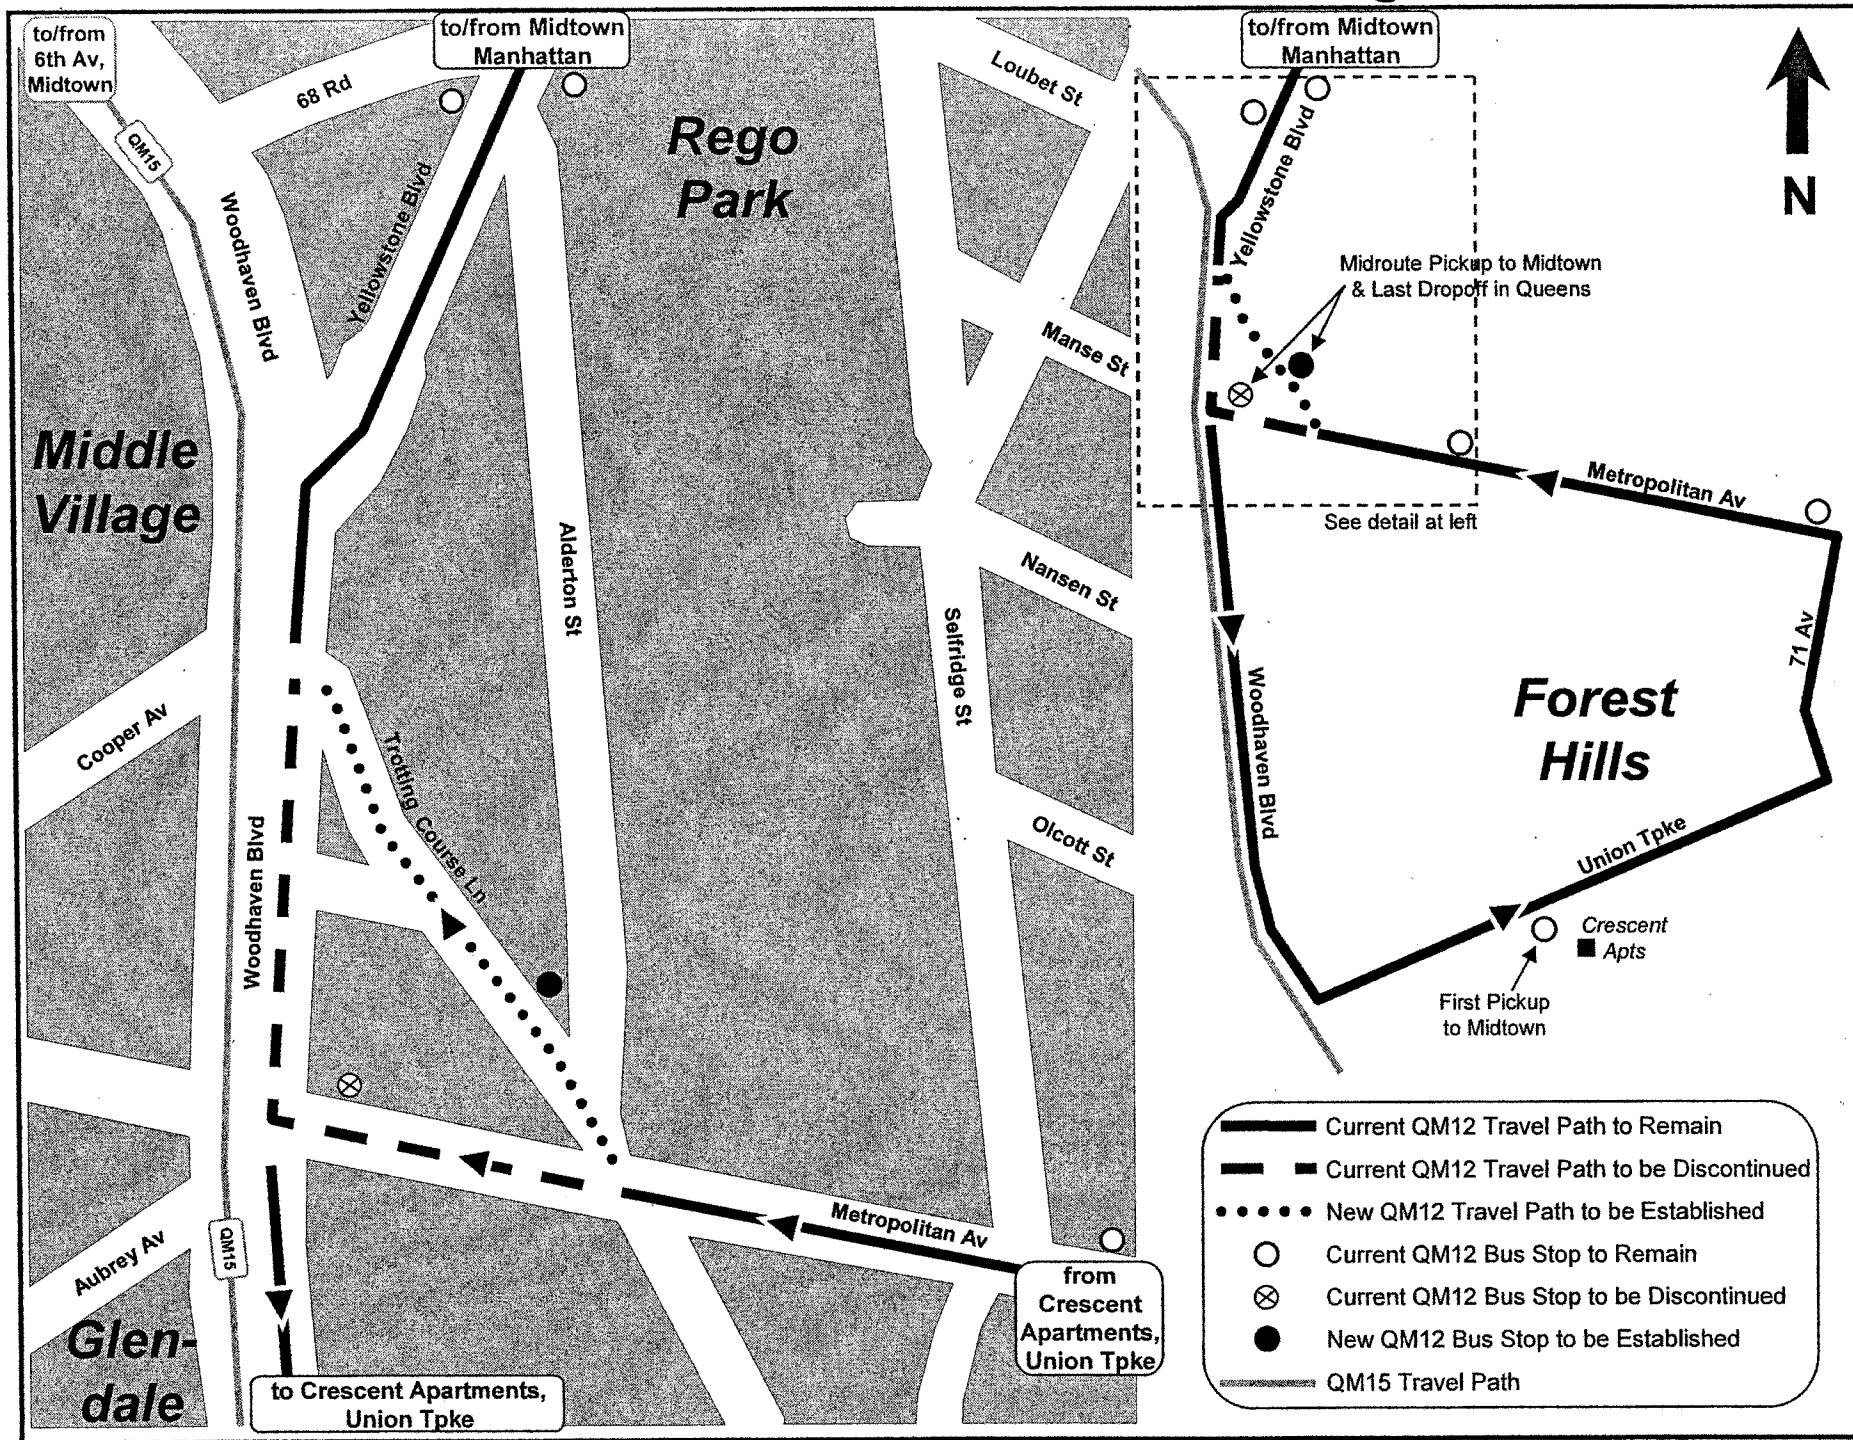 to/from
6th Av,
Midtown
to/from Midtown
Manhattan
68 Rd
QM15
Woodhaven Blvd
Yellowstone Blvd
Rego
Park
Middle
Village
Alderton St
Selfridge St
Loubet St
Manse St
Nansen St
Olcott St
Cooper Av
Trotting Course Ln
Woodhaven Blvd
Metropolitan Av
Aubrey Av
QM15
Glen-
dale
to Crescent Apartments,
Union Tpke
from
Crescent
Apartments,
Union Tpke
to/from Midtown
Manhattan
Yellowstone Blvd
N
Midroute Pickup to Midtown
& Last Dropoff in Queens
Metropolitan Av
See detail at left
71 Av
Woodhaven Blvd
Forest
Hills
Union Tpke
Crescent
Apts
First Pickup
to Midtown
Current QM12 Travel Path to Remain
Current QM12 Travel Path to be Discontinued
New QM12 Travel Path to be Established
Current QM12 Bus Stop to Remain
Current QM12 Bus Stop to be Discontinued
New QM12 Bus Stop to be Established
QM15 Travel Path